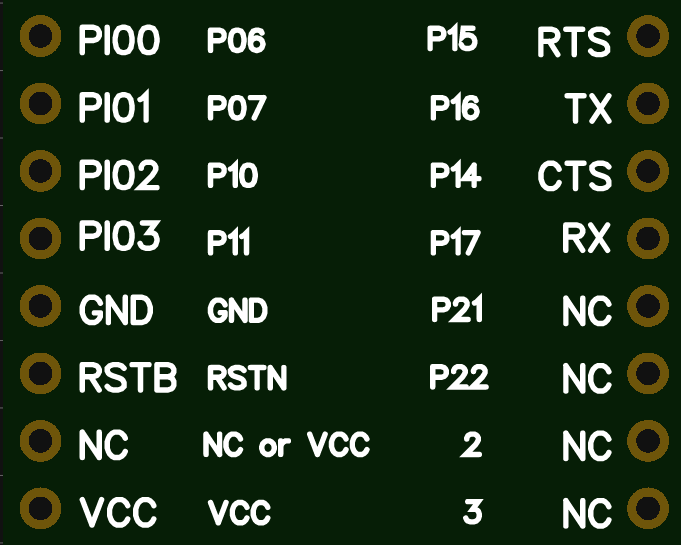 PIO0 P06 P15 RTS
PIO1 P07 P16 TX
PIO2 P10 P14 CTS
PIO3 P11 P17 RX
GND GND P21 NC
RSTB RSTN P22 NC
NC NC or VCC 2 NC
VCC VCC 3 NC